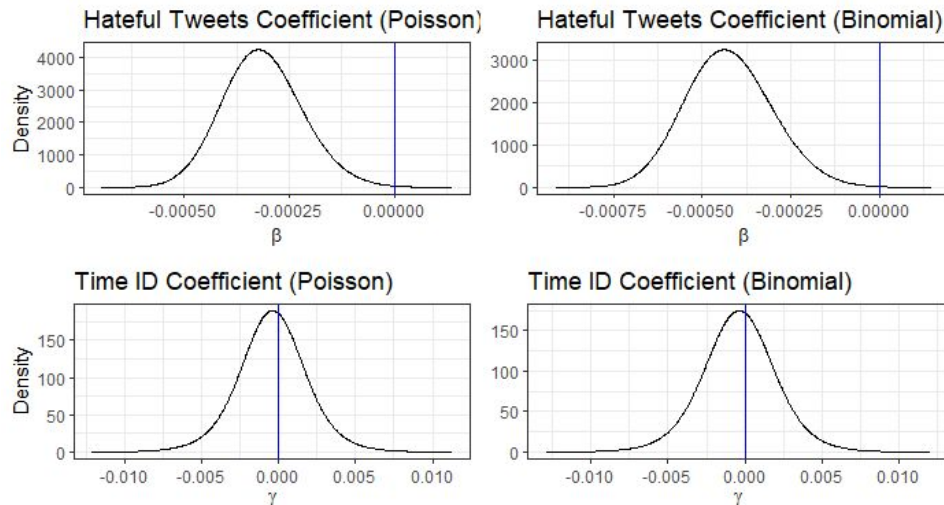 Hateful Tweets Coefficient (Poisson)
Density
4000
3000
2000
1000
0
-0.00050 -0.00025 0.00000
β
Hateful Tweets Coefficient (Binomial)
3000
2000
1000
0
-0.00075 -0.00050 -0.00025 0.00000
β
Time ID Coefficient (Poisson)
Density
150
100
50
0
-0.010 -0.005 0.000 0.005 0.010
γ
Time ID Coefficient (Binomial)
150
100
50
0
-0.010 -0.005 0.000 0.005 0.010
γ